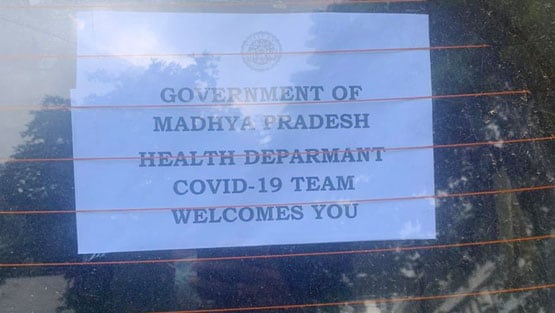 GOVERNMENT OF
MADHYA PRADESH
HEALTH DEPARMANT
COVID-19 TEAM
WELCOMES YOU